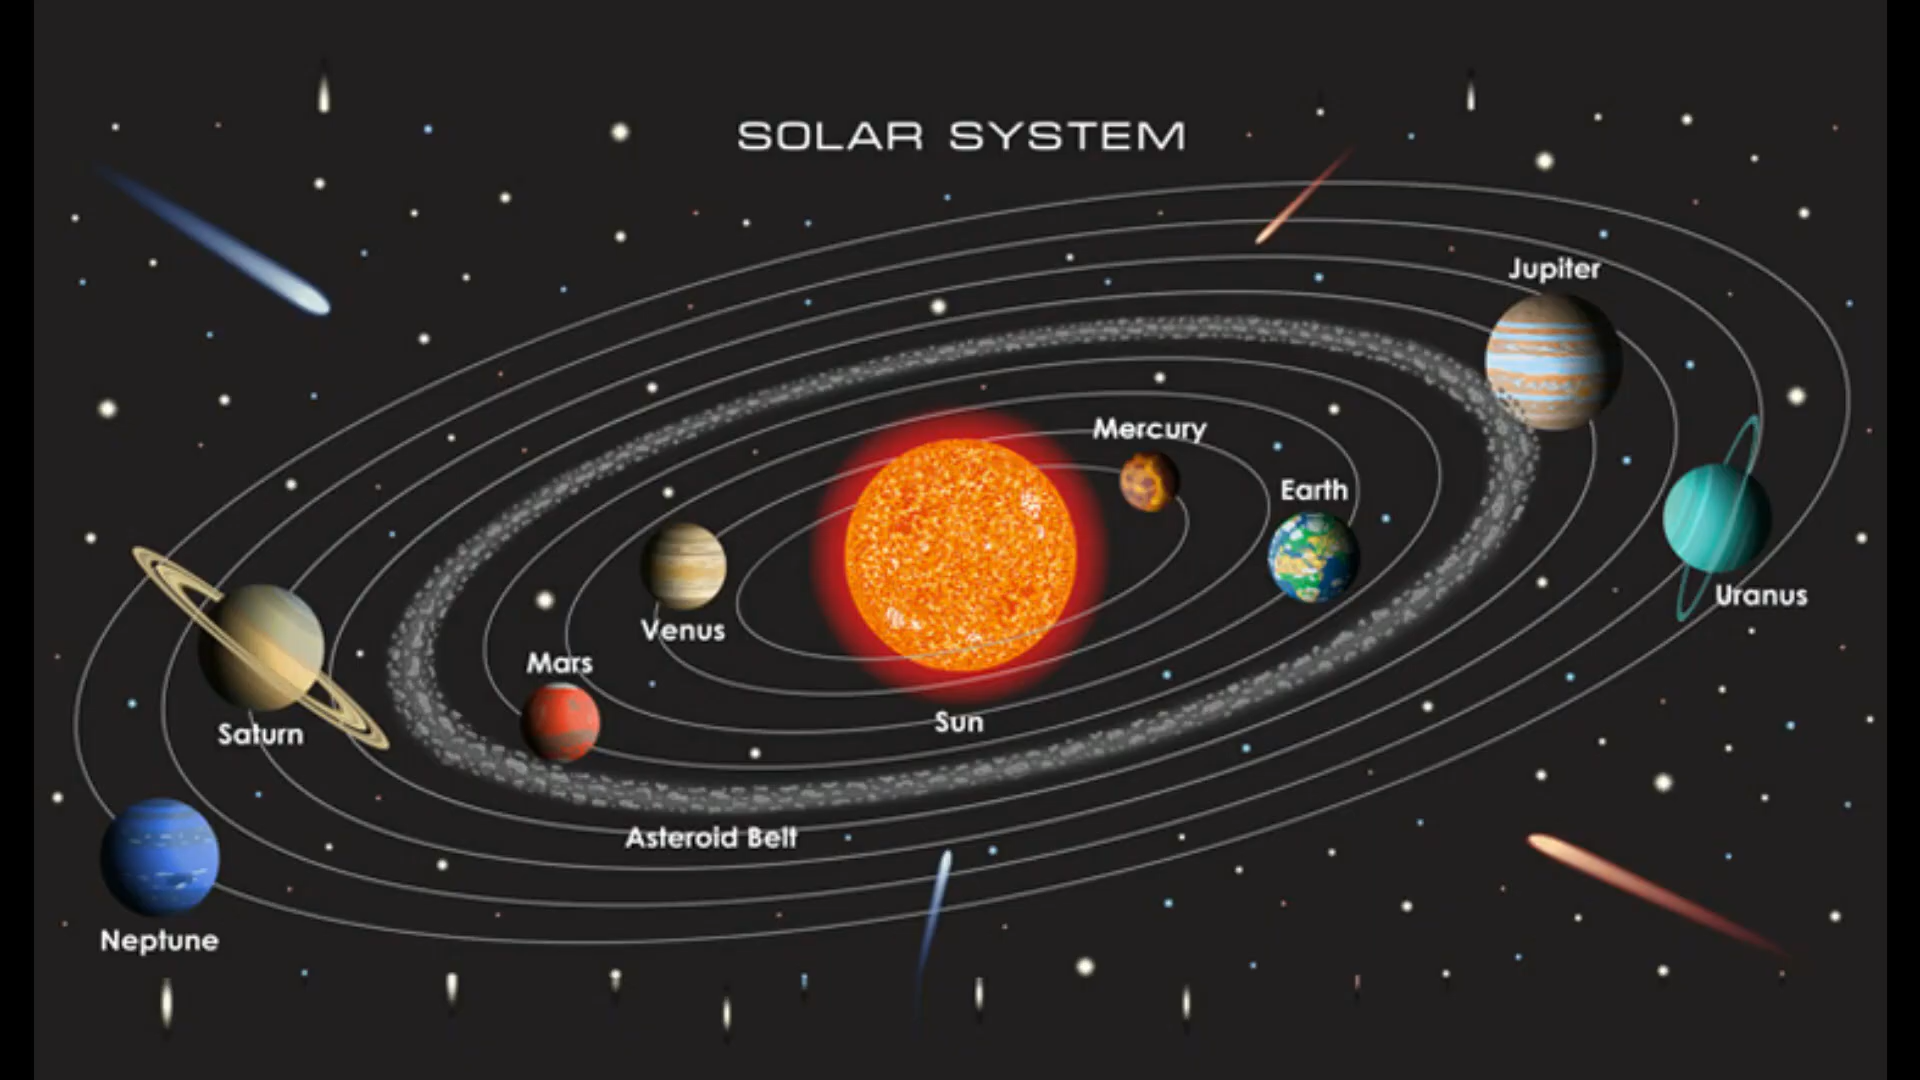 SOLAR SYSTEM
Jupiter
Mercury
Earth
Uranus
Venus
Mars
Sun
Saturn
Asteroid Belt
Neptune